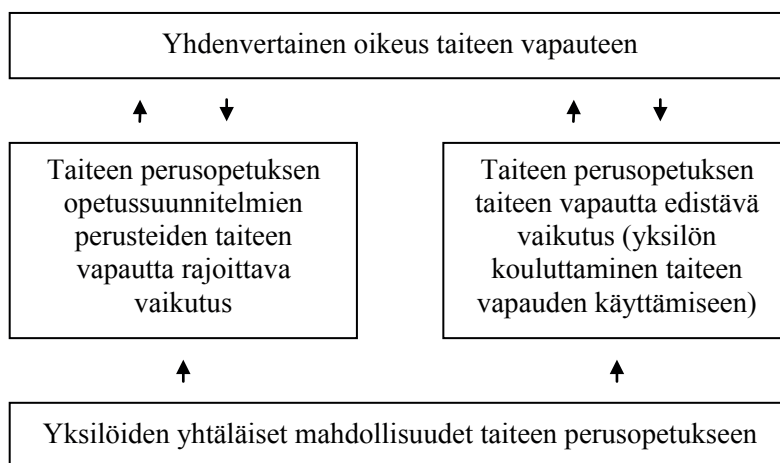 Yhdenvertainen oikeus taiteen vapauteen
Taiteen perusopetuksen
opetussuunnitelmien
perusteiden taiteen
vapautta rajoittava
vaikutus
Taiteen perusopetuksen
taiteen vapautta edistävä
vaikutus (yksilön
kouluttaminen taiteen
vapauden käyttämiseen)
Yksilöiden yhtäläiset mahdollisuudet taiteen perusopetukseen